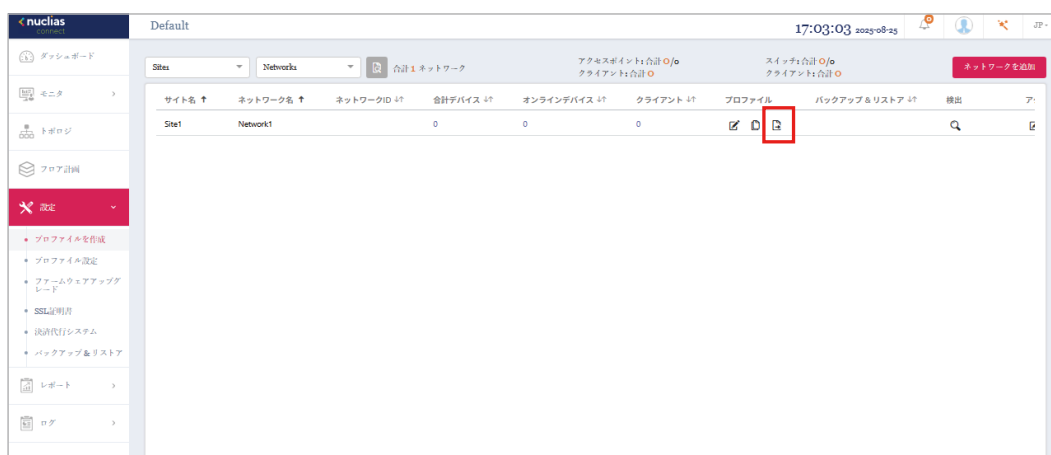 nuclias
connect
Default
17:03:03 2025-08-25
JP
ダッシュボード
モニタ
トポロジ
フロア計画
設定
プロファイルを作成
プロファイル設定
ファームウェアアップグ
レード
SSL証明書
決済代行システム
バックアップ&リストア
レポート
ログ
Sites
Networks
合計 1 ネットワーク
アクセスポイント: 合計 0/0
クライアント: 合計 0
スイッチ: 合計 0/0
クライアント: 合計 0
ネットワークを追加
サイト名 ネットワーク名 ネットワークID 合計デバイス オンラインデバイス クライアント プロファイル バックアップ & リストア 検出
Site1 Network1 0 0 0